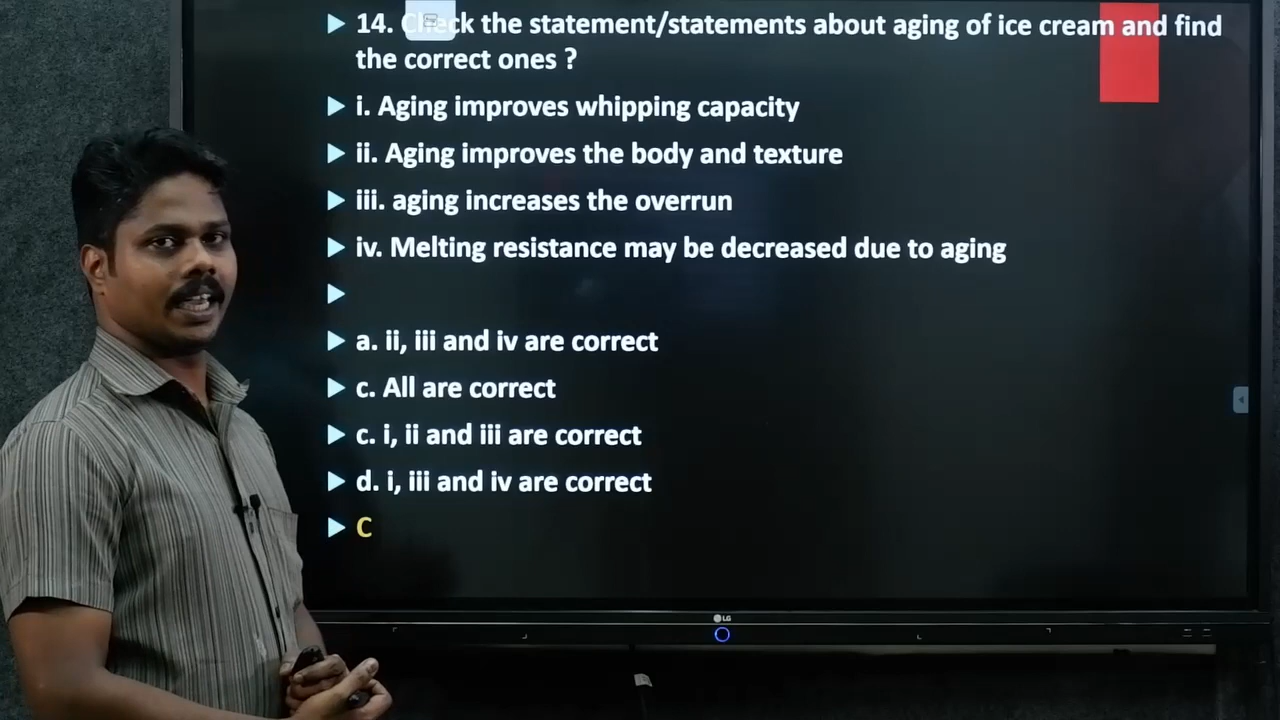 14. Check the statement/statements about aging of ice cream and find
the correct ones ?
i. Aging improves whipping capacity
ii. Aging improves the body and texture
iii. aging increases the overrun
iv. Melting resistance may be decreased due to aging
a. ii, iii and iv are correct
c. All are correct
c. i, ii and iii are correct
d. i, iii and iv are correct
C
LG